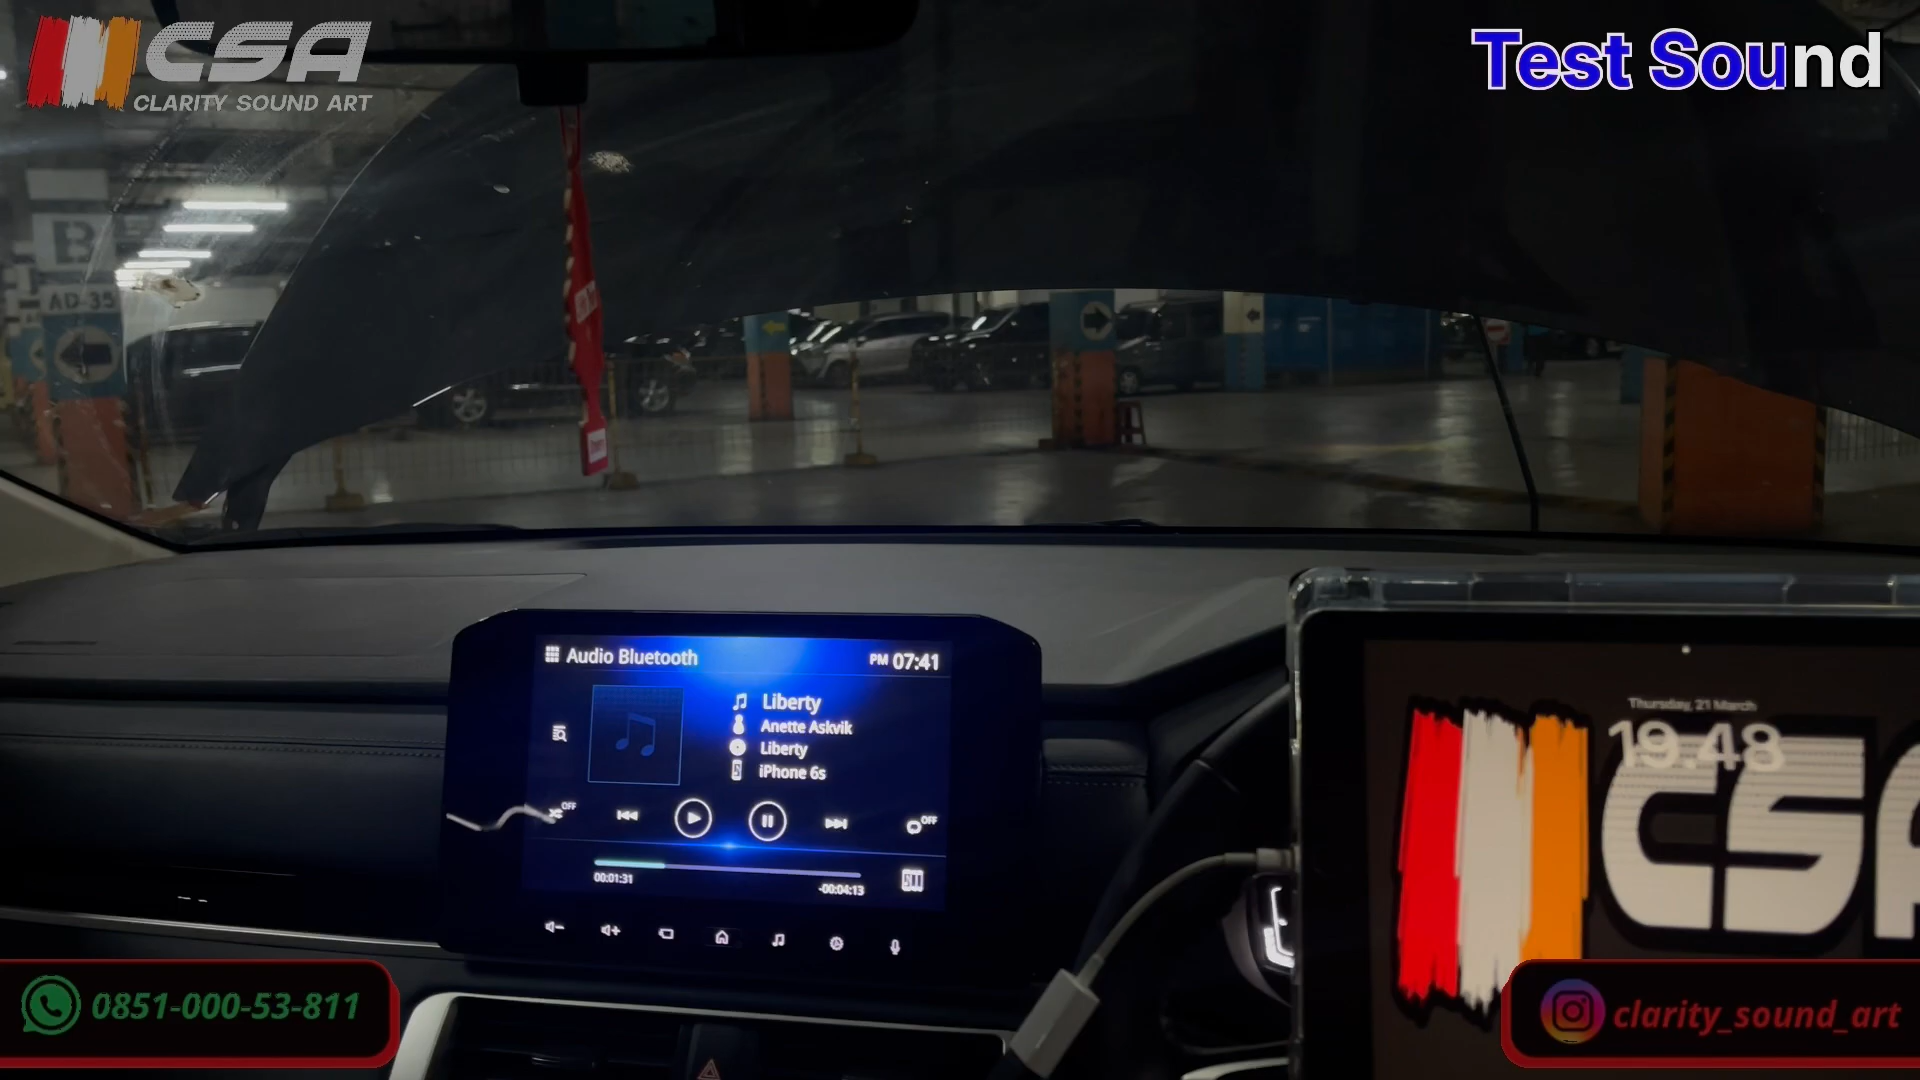 CSA
CLARITY SOUND ART
Test Sound
B
AD-35
Audio Bluetooth
PM 07:41
Liberty
Anette Askvik
Liberty
iPhone 6s
OFF
OFF
00:01:31
-00:04:13
Thursday, 21 March
19.48
CSA
0851-000-53-811
clarity_sound_art